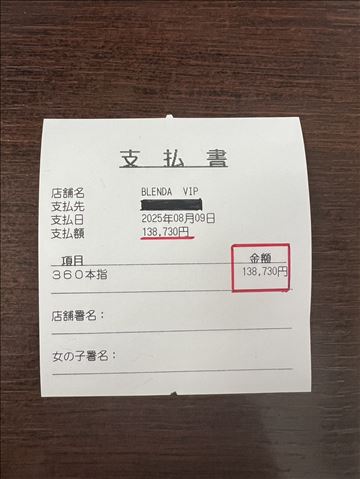 支払書
店舗名 BLENDA VIP
支払先
支払日 2025年08月09日
支払額 138,730円
項目 金額
360本指 138,730円
店舗署名：
女の子署名：